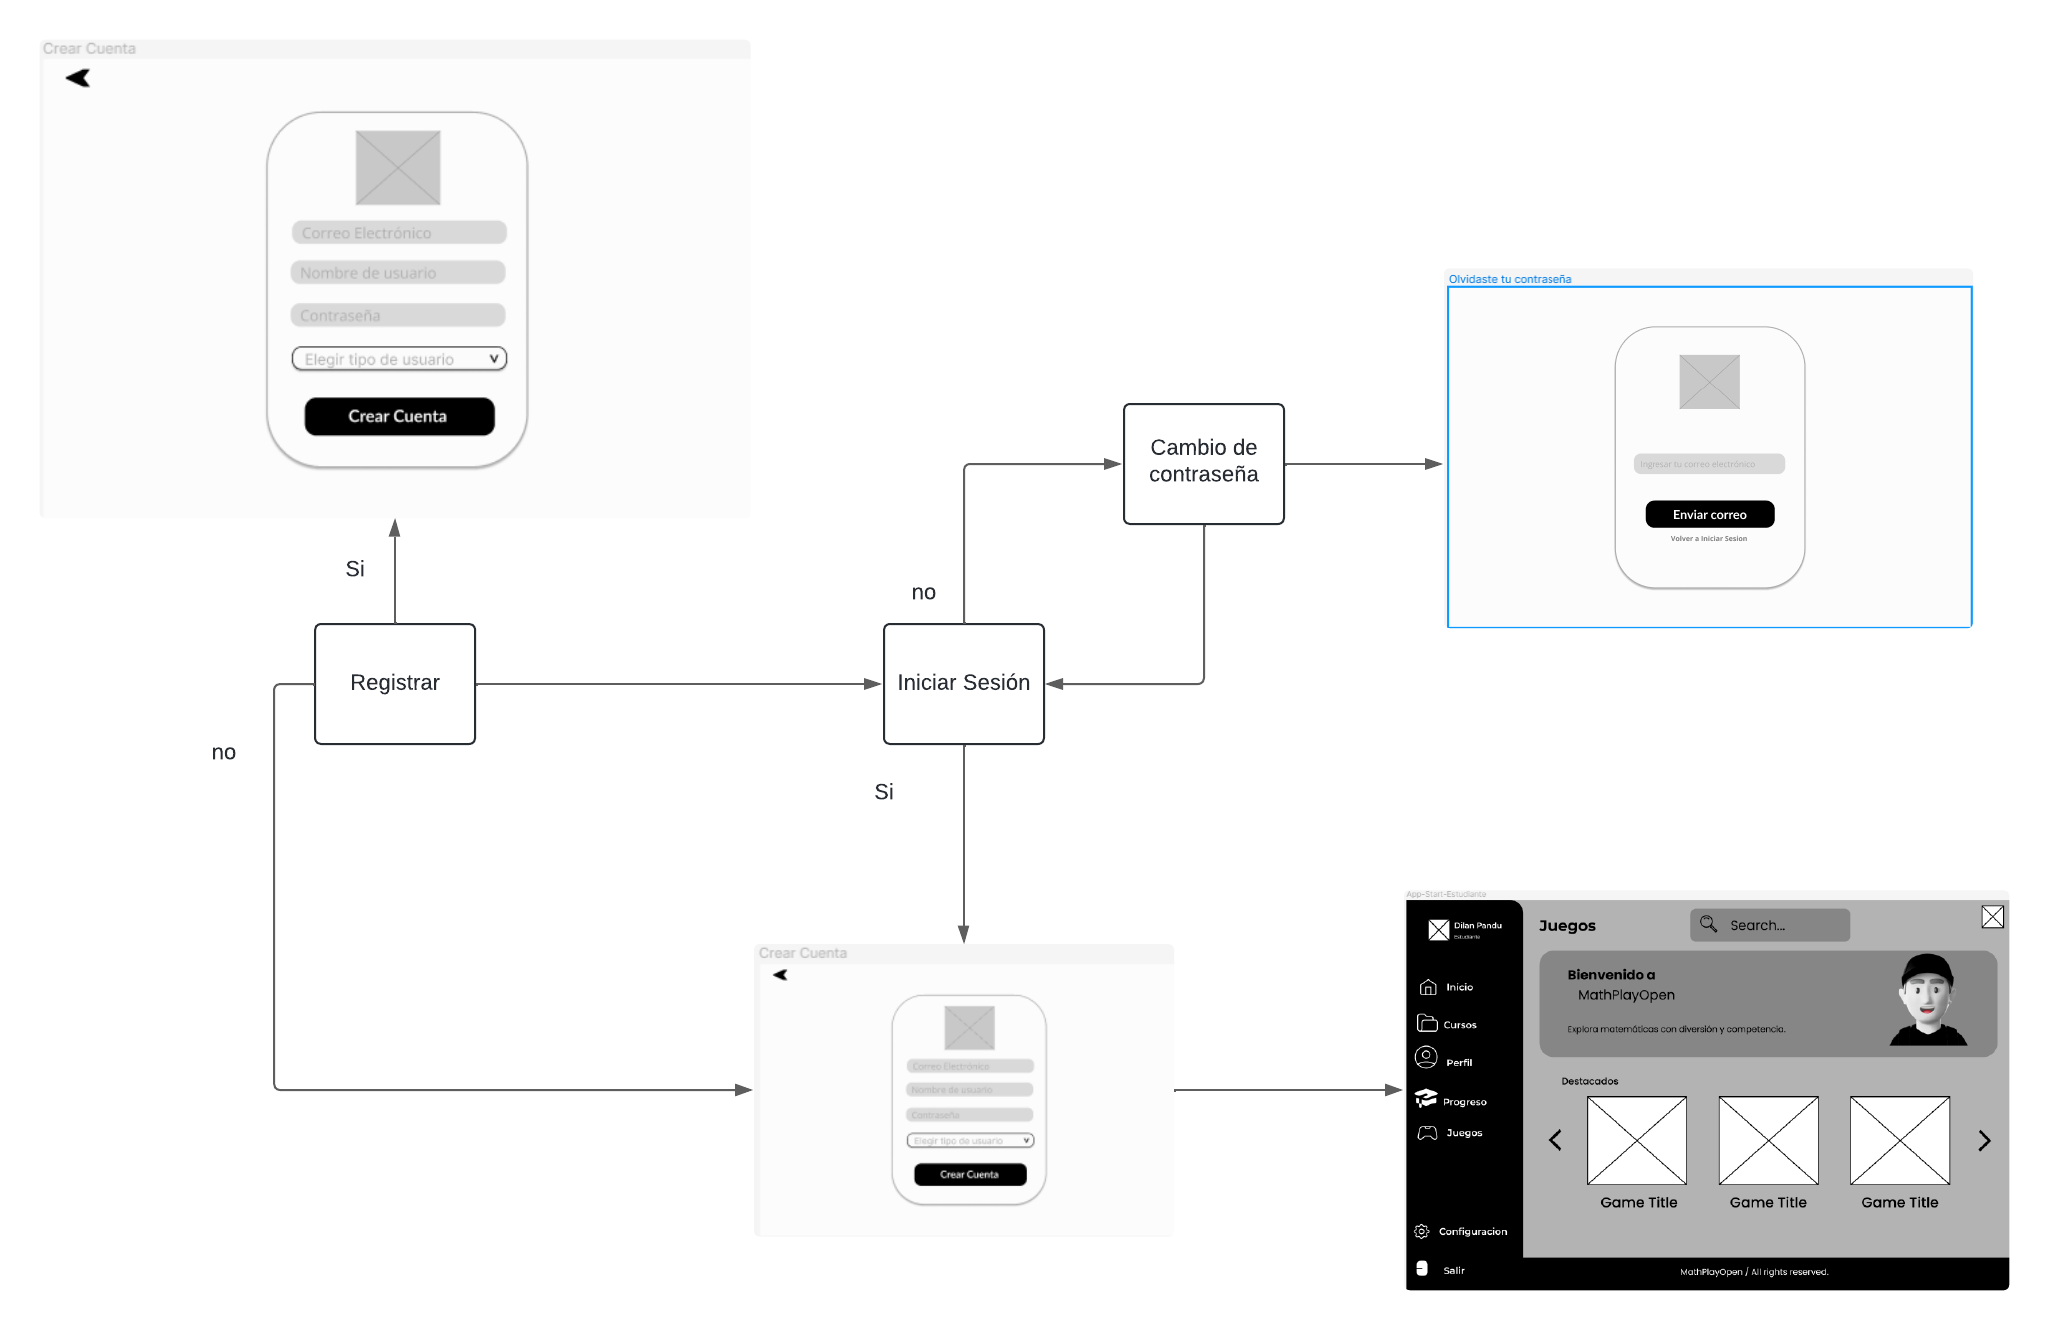 Crear Cuenta
Correo Electrónico
Nombre de usuario
Contraseña
Elegir tipo de usuario
Crear Cuenta
Olvidaste tu contraseña
Ingresar tu correo electrónico
Enviar correo
Volver a Iniciar Sesion
Cambio de
contraseña
Si
no
Registrar
Iniciar Sesión
no
Si
Crear Cuenta
Correo Electrónico
Nombre de usuario
Contraseña
Elegir tipo de usuario
Crear Cuenta
App-Start-Estudiante
Dilan Pandu
Estudiante
Inicio
Cursos
Perfil
Progreso
Juegos
Configuracion
Salir
Juegos
Search...
Bienvenido a
MathPlayOpen
Explora matemáticas con diversión y competencia.
Destacados
Game Title
Game Title
Game Title
MathPlayOpen / All rights reserved.